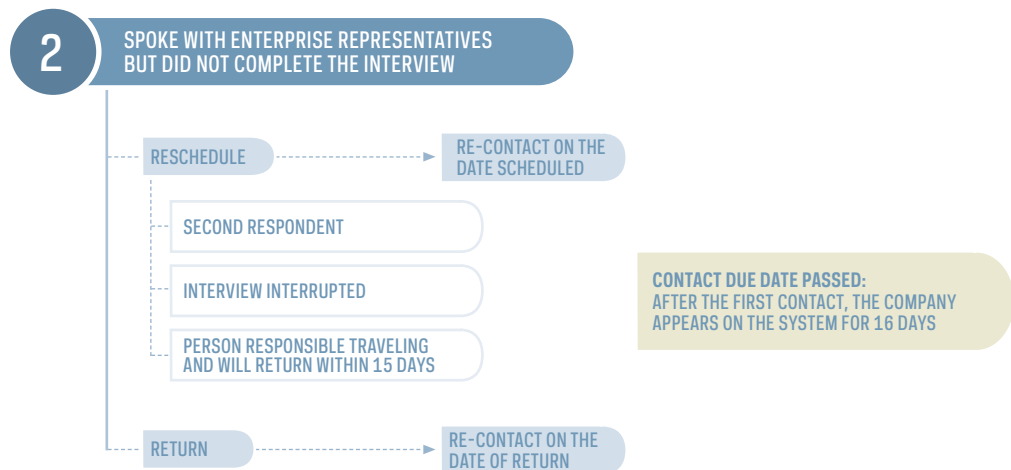 2
SPOKE WITH ENTERPRISE REPRESENTATIVES
BUT DID NOT COMPLETE THE INTERVIEW
RESCHEDULE
RE-CONTACT ON THE
DATE SCHEDULED
SECOND RESPONDENT
INTERVIEW INTERRUPTED
PERSON RESPONSIBLE TRAVELING
AND WILL RETURN WITHIN 15 DAYS
CONTACT DUE DATE PASSED:
AFTER THE FIRST CONTACT, THE COMPANY
APPEARS ON THE SYSTEM FOR 16 DAYS
RETURN
RE-CONTACT ON THE
DATE OF RETURN